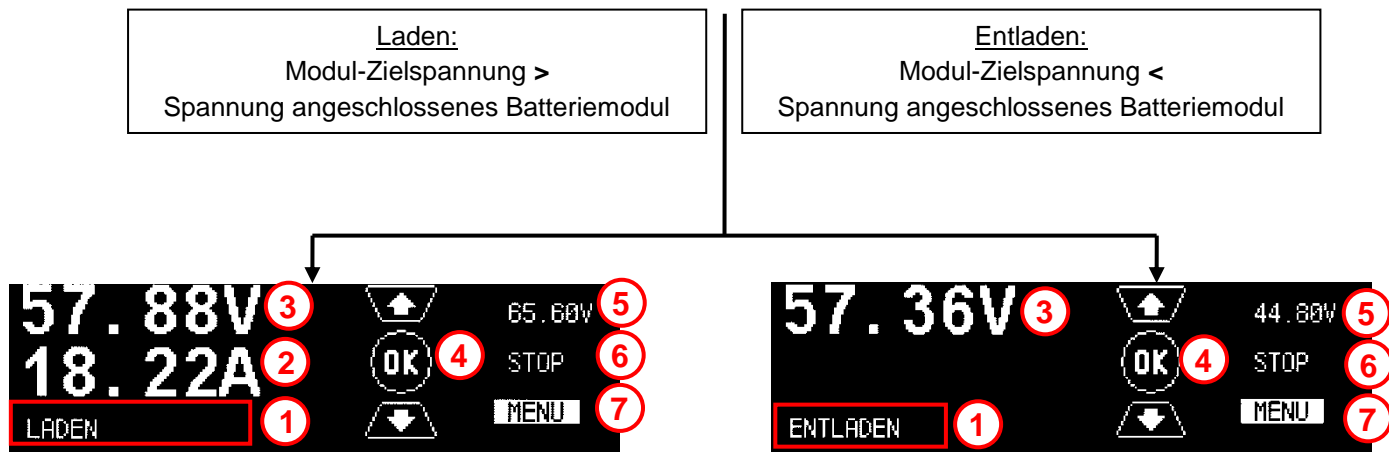 Laden:
Modul-Zielspannung >
Spannung angeschlossenes Batteriemodul
Entladen:
Modul-Zielspannung <
Spannung angeschlossenes Batteriemodul
57.88V 3
18.22A 2
LADEN 1
OK 4
65.60V 5
STOP 6
MENU 7
57.36V 3
ENTLADEN 1
OK 4
44.80V 5
STOP 6
MENU 7